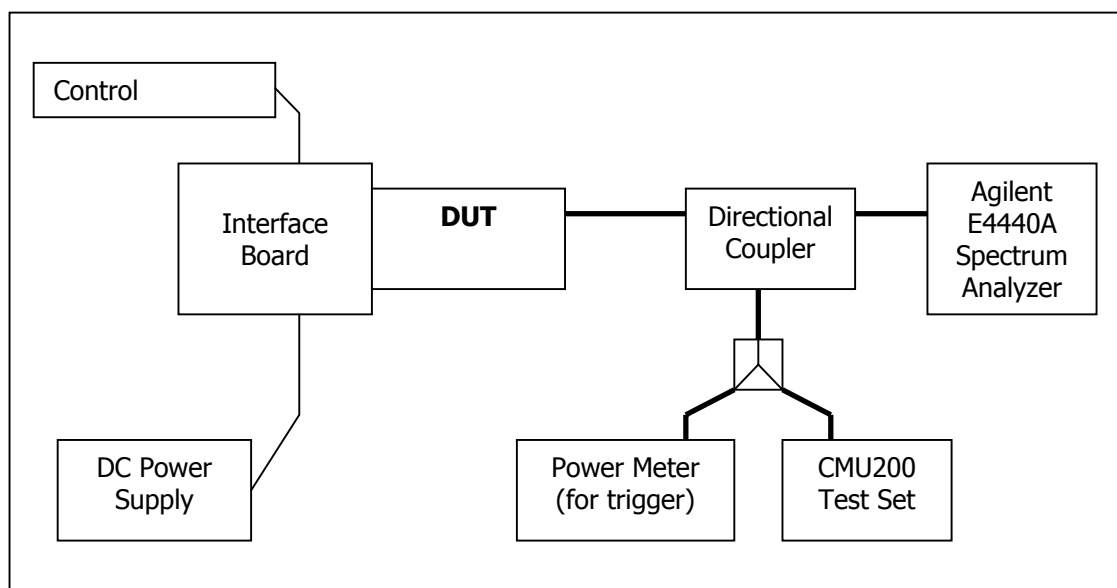 Control
Interface
Board
DUT
Directional
Coupler
Agilent
E4440A
Spectrum
Analyzer
DC Power
Supply
Power Meter
(for trigger)
CMU200
Test Set